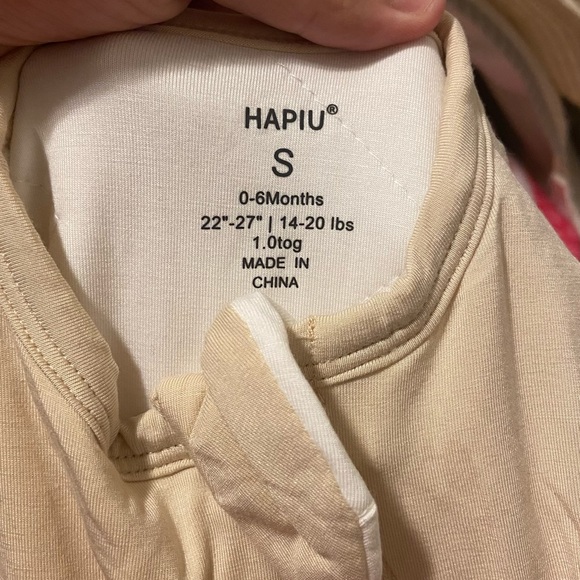 HAPIU®
S
0-6Months
22"-27" | 14-20 lbs
1.0tog
MADE IN
CHINA